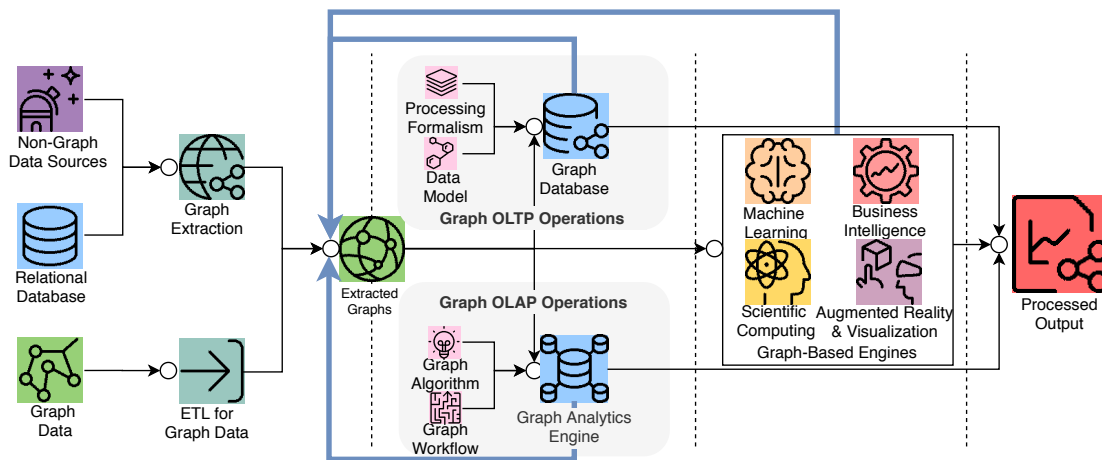 Non-Graph
Data Sources
Relational
Database
Graph
Data
Graph
Extraction
ETL for
Graph Data
Extracted
Graphs
Processing
Formalism
Data
Model
Graph
Database
Graph OLTP Operations
Graph OLAP Operations
Graph
Algorithm
Graph
Workflow
Graph Analytics
Engine
Machine
Learning
Business
Intelligence
Scientific
Computing
Augmented Reality
& Visualization
Graph-Based Engines
Processed
Output